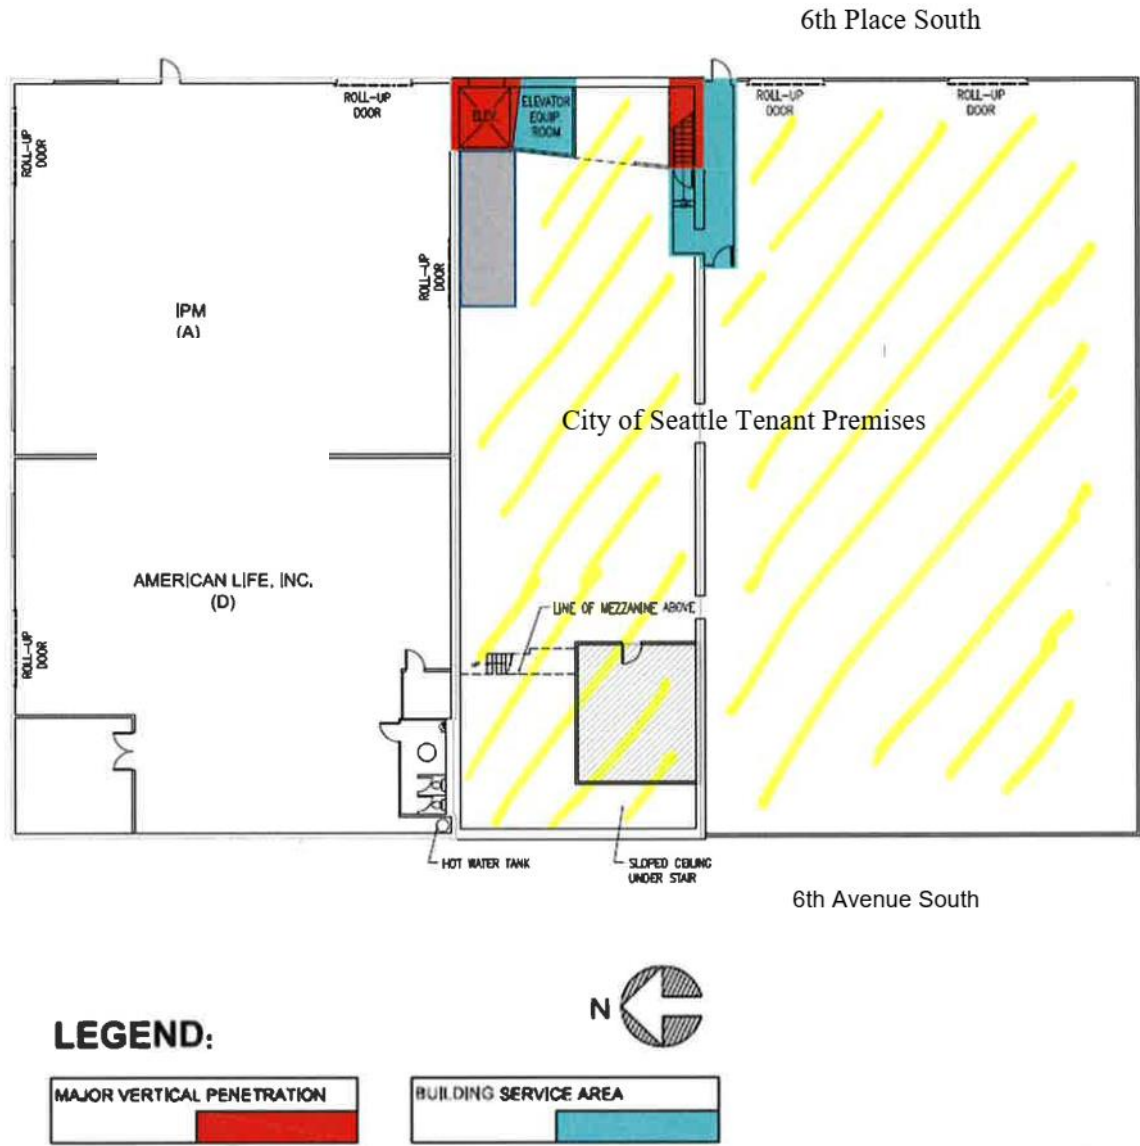 6th Place South
ROLL-UP
DOOR
ROLL-UP
DOOR
ELEV.
ELEVATOR
EQUIP.
ROOM
ROLL-UP
DOOR
ROLL-UP
DOOR
ROLL-UP
DOOR
IPM
(A)
City of Seattle Tenant Premises
AMERICAN LIFE, INC.
(D)
LINE OF MEZZANINE ABOVE
ROLL-UP
DOOR
HOT WATER TANK
SLOPED CEILING
UNDER STAIR
6th Avenue South
N
LEGEND:
MAJOR VERTICAL PENETRATION
BUILDING SERVICE AREA